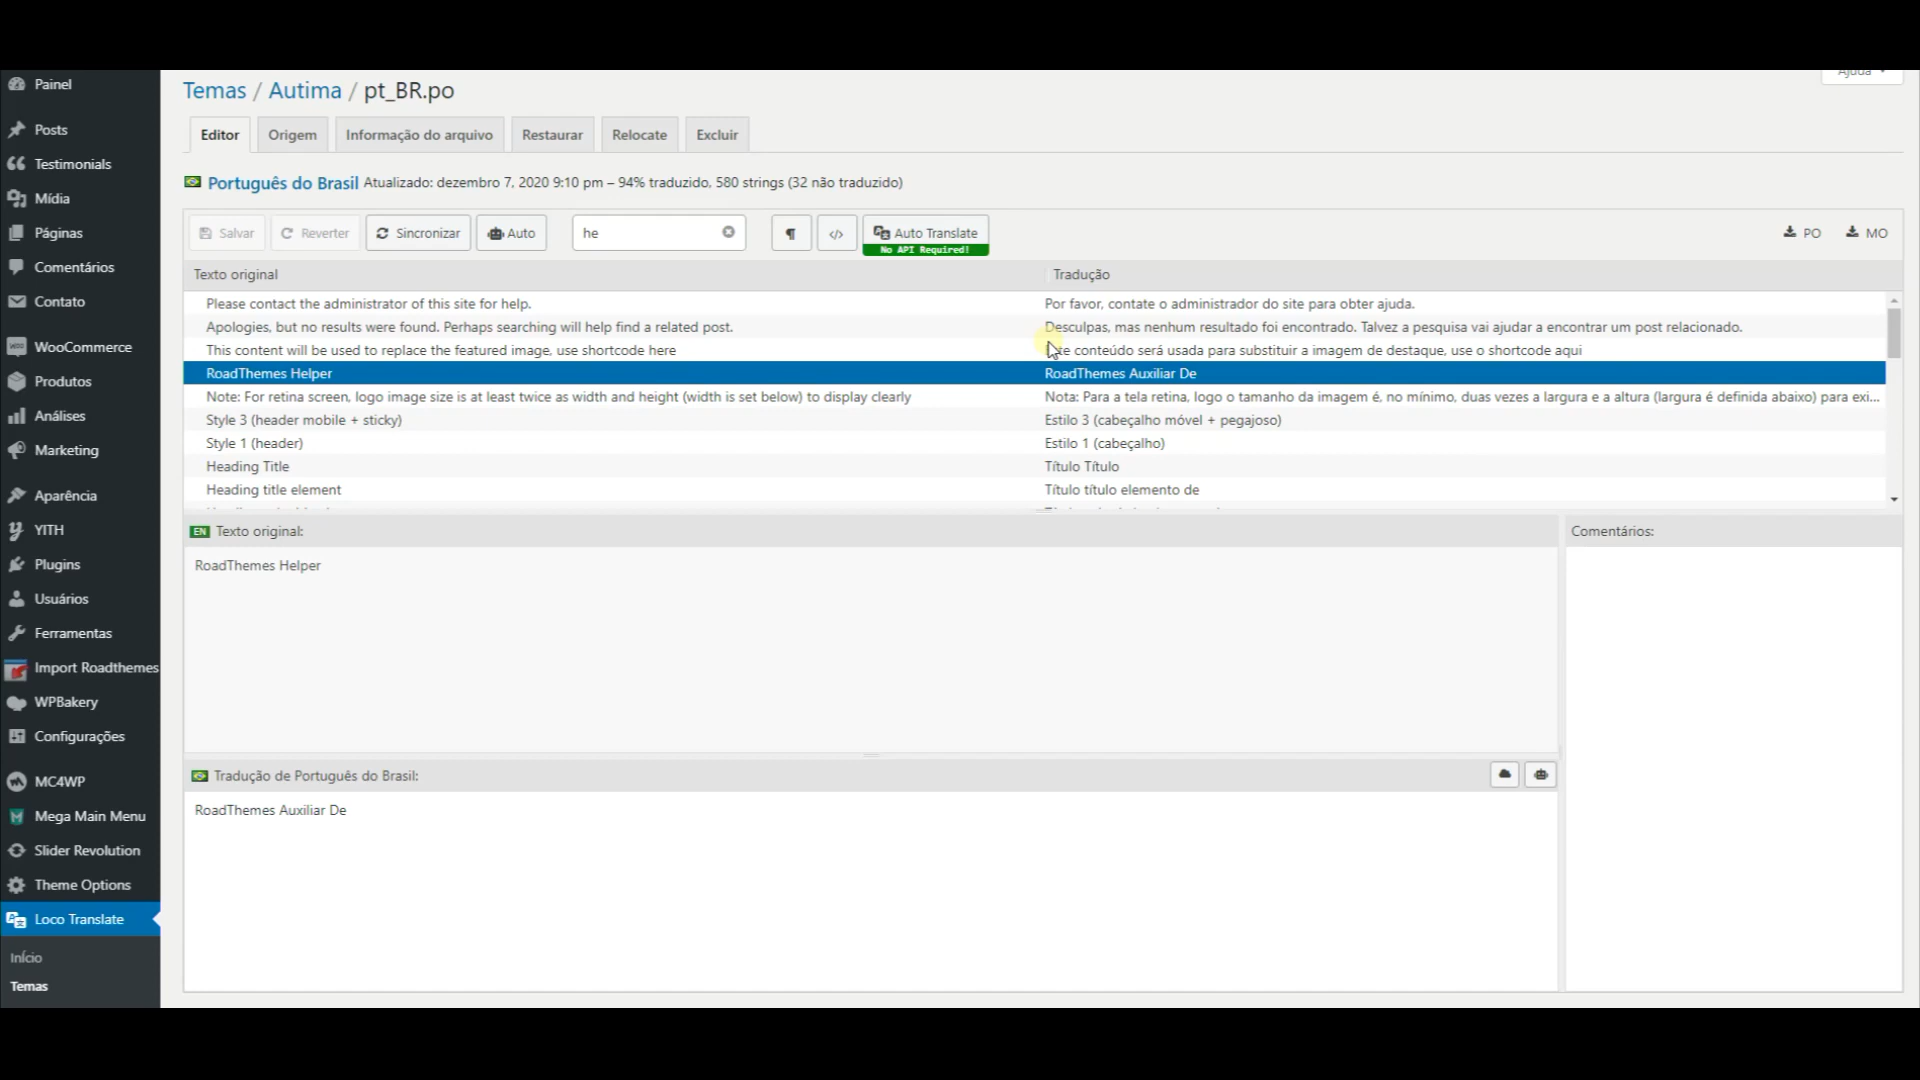 Ajuda
Painel
Posts
Testimonials
Mídia
Páginas
Comentários
Contato
WooCommerce
Produtos
Análises
Marketing
Aparência
YITH
Plugins
Usuários
Ferramentas
Import Roadthemes
WPBakery
Configurações
MC4WP
Mega Main Menu
Slider Revolution
Theme Options
Loco Translate
Início
Temas
Temas / Autima / pt_BR.po
Editor Origem Informação do arquivo Restaurar Relocate Excluir
Português do Brasil Atualizado: dezembro 7, 2020 9:10 pm – 94% traduzido, 580 strings (32 não traduzido)
Salvar Reverter Sincronizar Auto he ¶ </> Auto Translate PO MO
No API Required!
Texto original Tradução
Please contact the administrator of this site for help. Por favor, contate o administrador do site para obter ajuda.
Apologies, but no results were found. Perhaps searching will help find a related post. Desculpas, mas nenhum resultado foi encontrado. Talvez a pesquisa vai ajudar a encontrar um post relacionado.
This content will be used to replace the featured image, use shortcode here conteúdo será usada para substituir a imagem de destaque, use o shortcode aqui
RoadThemes Helper RoadThemes Auxiliar De
Note: For retina screen, logo image size is at least twice as width and height (width is set below) to display clearly Nota: Para a tela retina, logo o tamanho da imagem é, no mínimo, duas vezes a largura e a altura (largura é definida abaixo) para exi...
Style 3 (header mobile + sticky) Estilo 3 (cabeçalho móvel + pegajoso)
Style 1 (header) Estilo 1 (cabeçalho)
Heading Title Título Título
Heading title element Título título elemento de
EN Texto original:
RoadThemes Helper
Comentários:
Tradução de Português do Brasil:
RoadThemes Auxiliar De